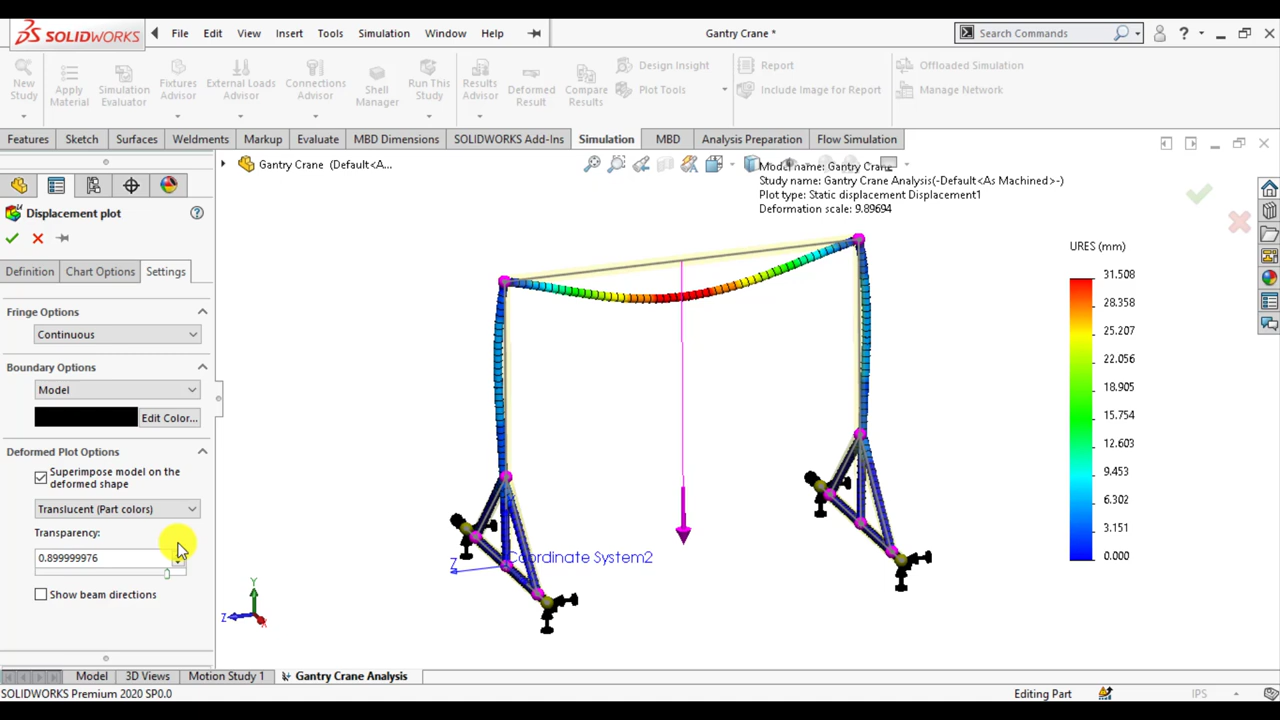 SOLIDWORKS
File Edit View Insert Tools Simulation Window Help
Gantry Crane *
Search Commands
?
New Study
Apply Material
Simulation Evaluator
Fixtures Advisor
External Loads Advisor
Connections Advisor
Shell Manager
Run This Study
Results Advisor
Deformed Result
Compare Results
Design Insight
Plot Tools
Report
Include Image for Report
Offloaded Simulation
Manage Network
Features Sketch Surfaces Weldments Markup Evaluate MBD Dimensions SOLIDWORKS Add-Ins Simulation MBD Analysis Preparation Flow Simulation
Gantry Crane (Default<A...
Model name: Gantry Crane
Study name: Gantry Crane Analysis(-Default<As Machined>-)
Plot type: Static displacement Displacement1
Deformation scale: 9.89694
Displacement plot
?
Definition Chart Options Settings
Fringe Options
Continuous
Boundary Options
Model
Edit Color...
Deformed Plot Options
Superimpose model on the
deformed shape
Translucent (Part colors)
Transparency:
0.899999976
Show beam directions
URES (mm)
31.508
28.358
25.207
22.056
18.905
15.754
12.603
9.453
6.302
3.151
0.000
Coordinate System2
Z
Y
Z
X
Model 3D Views Motion Study 1 Gantry Crane Analysis
SOLIDWORKS Premium 2020 SP0.0
Editing Part
IPS